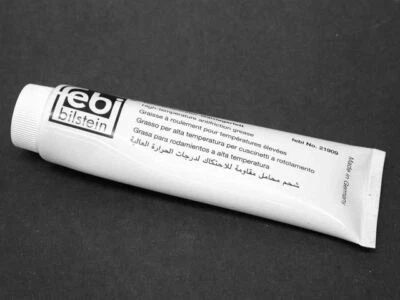 febi
bilstein
High-temperature antifriction grease
Graisse à roulement pour températures élevées
Grasso per alta temperatura per cuscinetti a rotolamento
Grasa para rodamientos a alta temperatura
شحم محامل مقاومة للاحتكاك لدرجات الحرارة العالية
febi No. 21909
Made in Germany